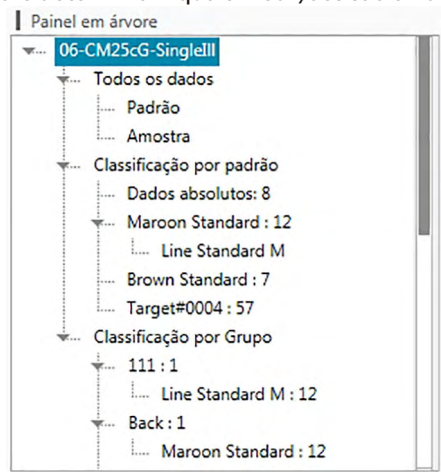 Painel em árvore
06-CM25cG-SingleIll
Todos os dados
Padrão
Amostra
Classificação por padrão
Dados absolutos: 8
Maroon Standard : 12
Line Standard M
Brown Standard : 7
Target#0004 : 57
Classificação por Grupo
111 : 1
Line Standard M : 12
Back : 1
Maroon Standard : 12